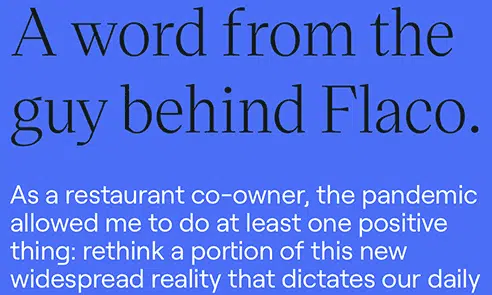 A word from the
guy behind Flaco.
As a restaurant co-owner, the pandemic
allowed me to do at least one positive
thing: rethink a portion of this new
widespread reality that dictates our daily